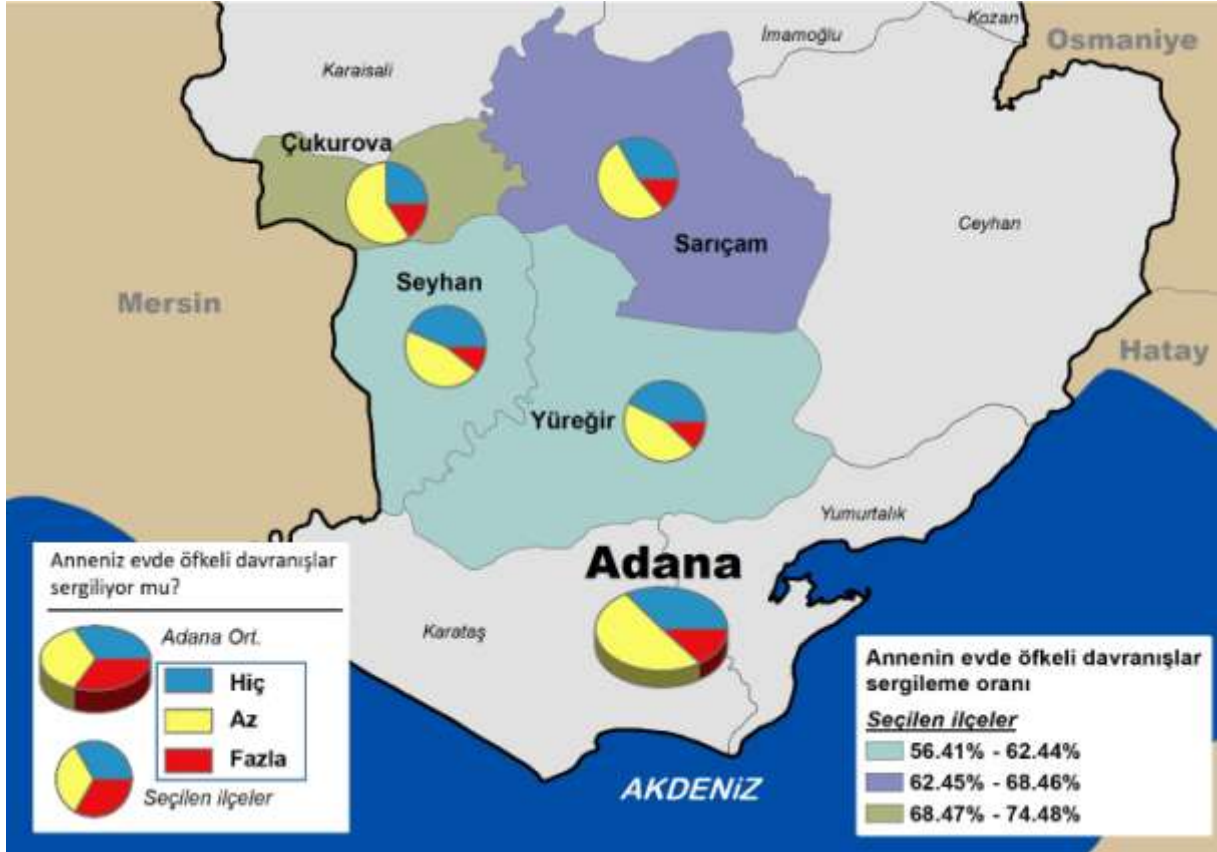 Kozan
İmamoğlu
Osmaniye
Karaisali
Çukurova
Sarıçam
Ceyhan
Seyhan
Mersin
Hatay
Yüreğir
Yumurtalık
Adana
Karataş
AKDENİZ
Anneniz evde öfkeli davranışlar
sergiliyor mu?
Adana Ort.
Hiç
Az
Fazla
Seçilen ilçeler
Annenin evde öfkeli davranışlar
sergileme oranı
Seçilen ilçeler
56.41% - 62.44%
62.45% - 68.46%
68.47% - 74.48%